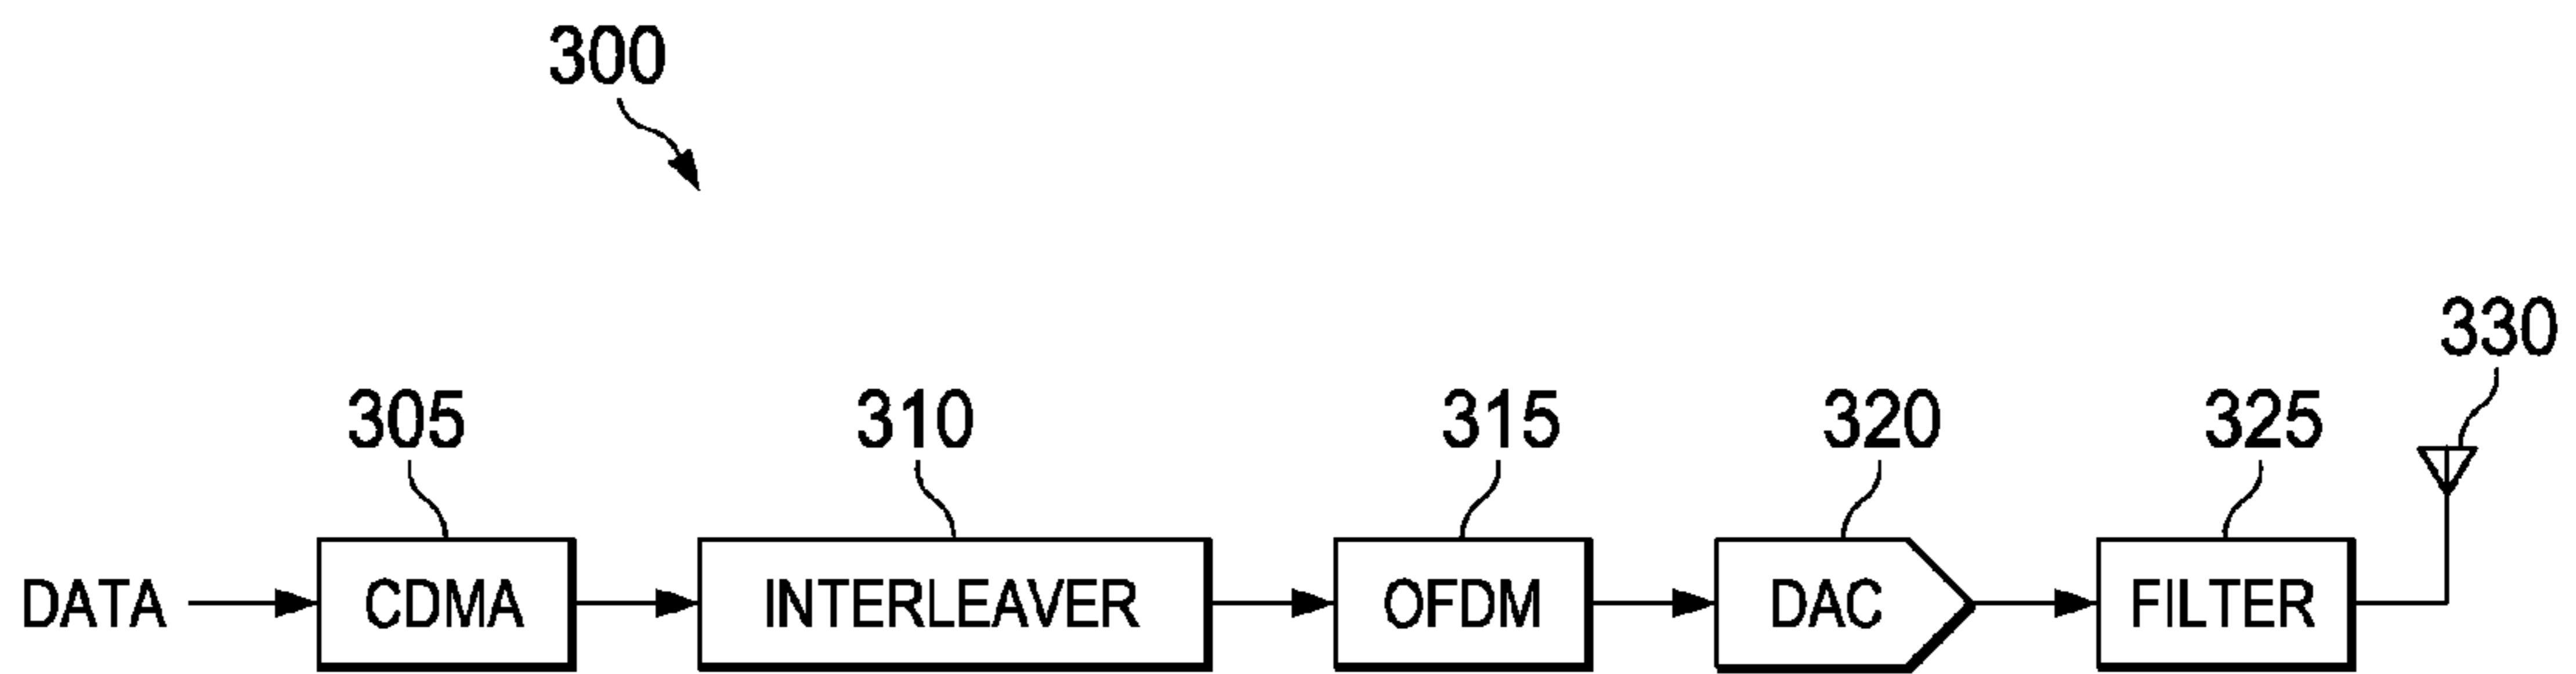 300
330
305 310 315 320 325
DATA CDMA INTERLEAVER OFDM DAC FILTER